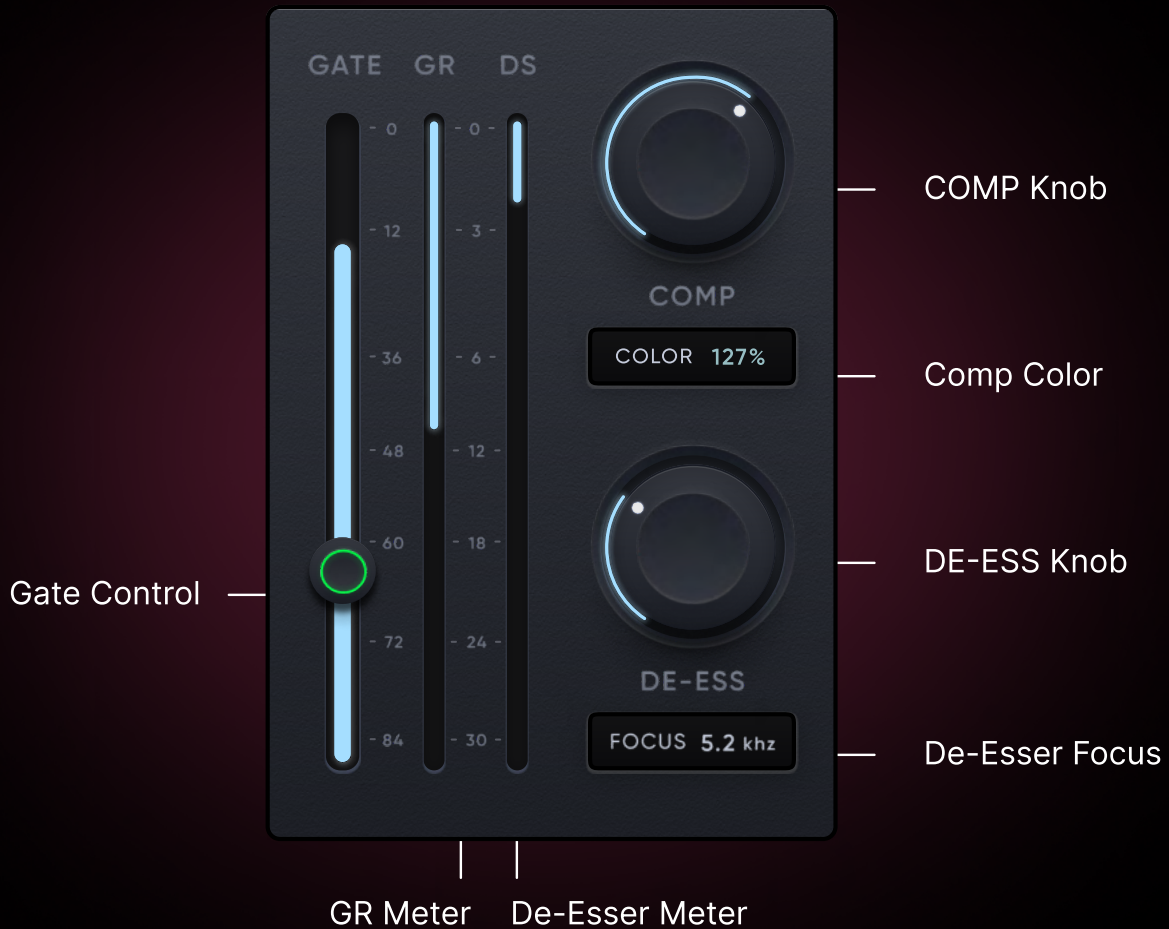 GATE GR DS
- 0 - 0 -
- 12 - 3 -
COMP Knob
COMP
- 36 - 6 -
COLOR 127%
Comp Color
- 48 - 12 -
- 60 - 18 -
DE-ESS Knob
Gate Control
- 72 - 24 -
DE-ESS
- 84 - 30 -
FOCUS 5.2 khz
De-Esser Focus
GR Meter De-Esser Meter